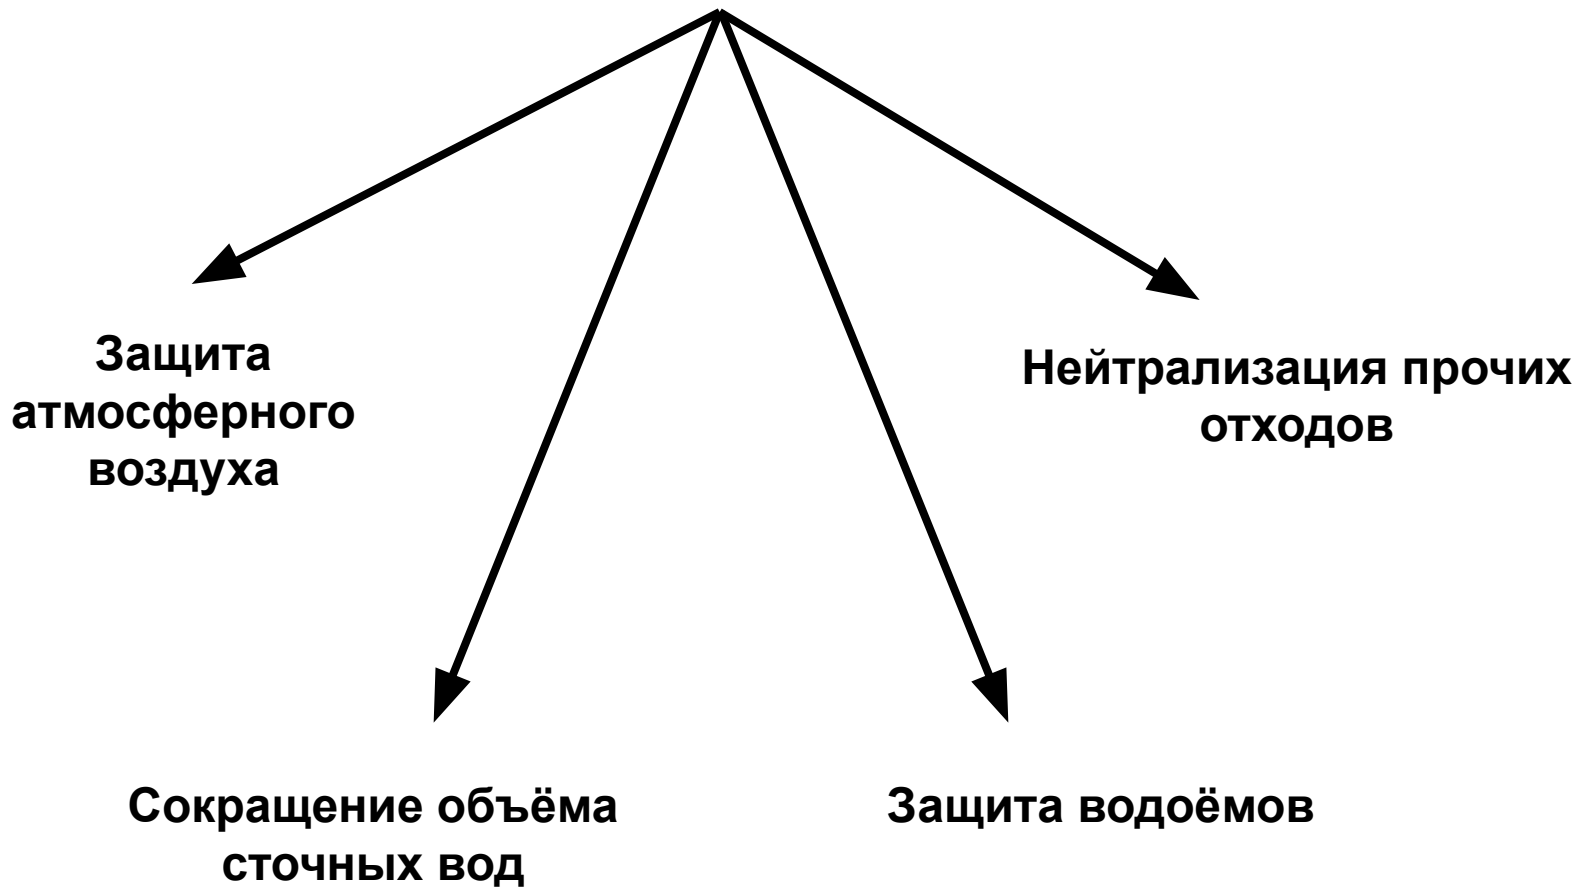 Защита
атмосферного
воздуха
Нейтрализация прочих
отходов
Сокращение объёма
сточных вод
Защита водоёмов